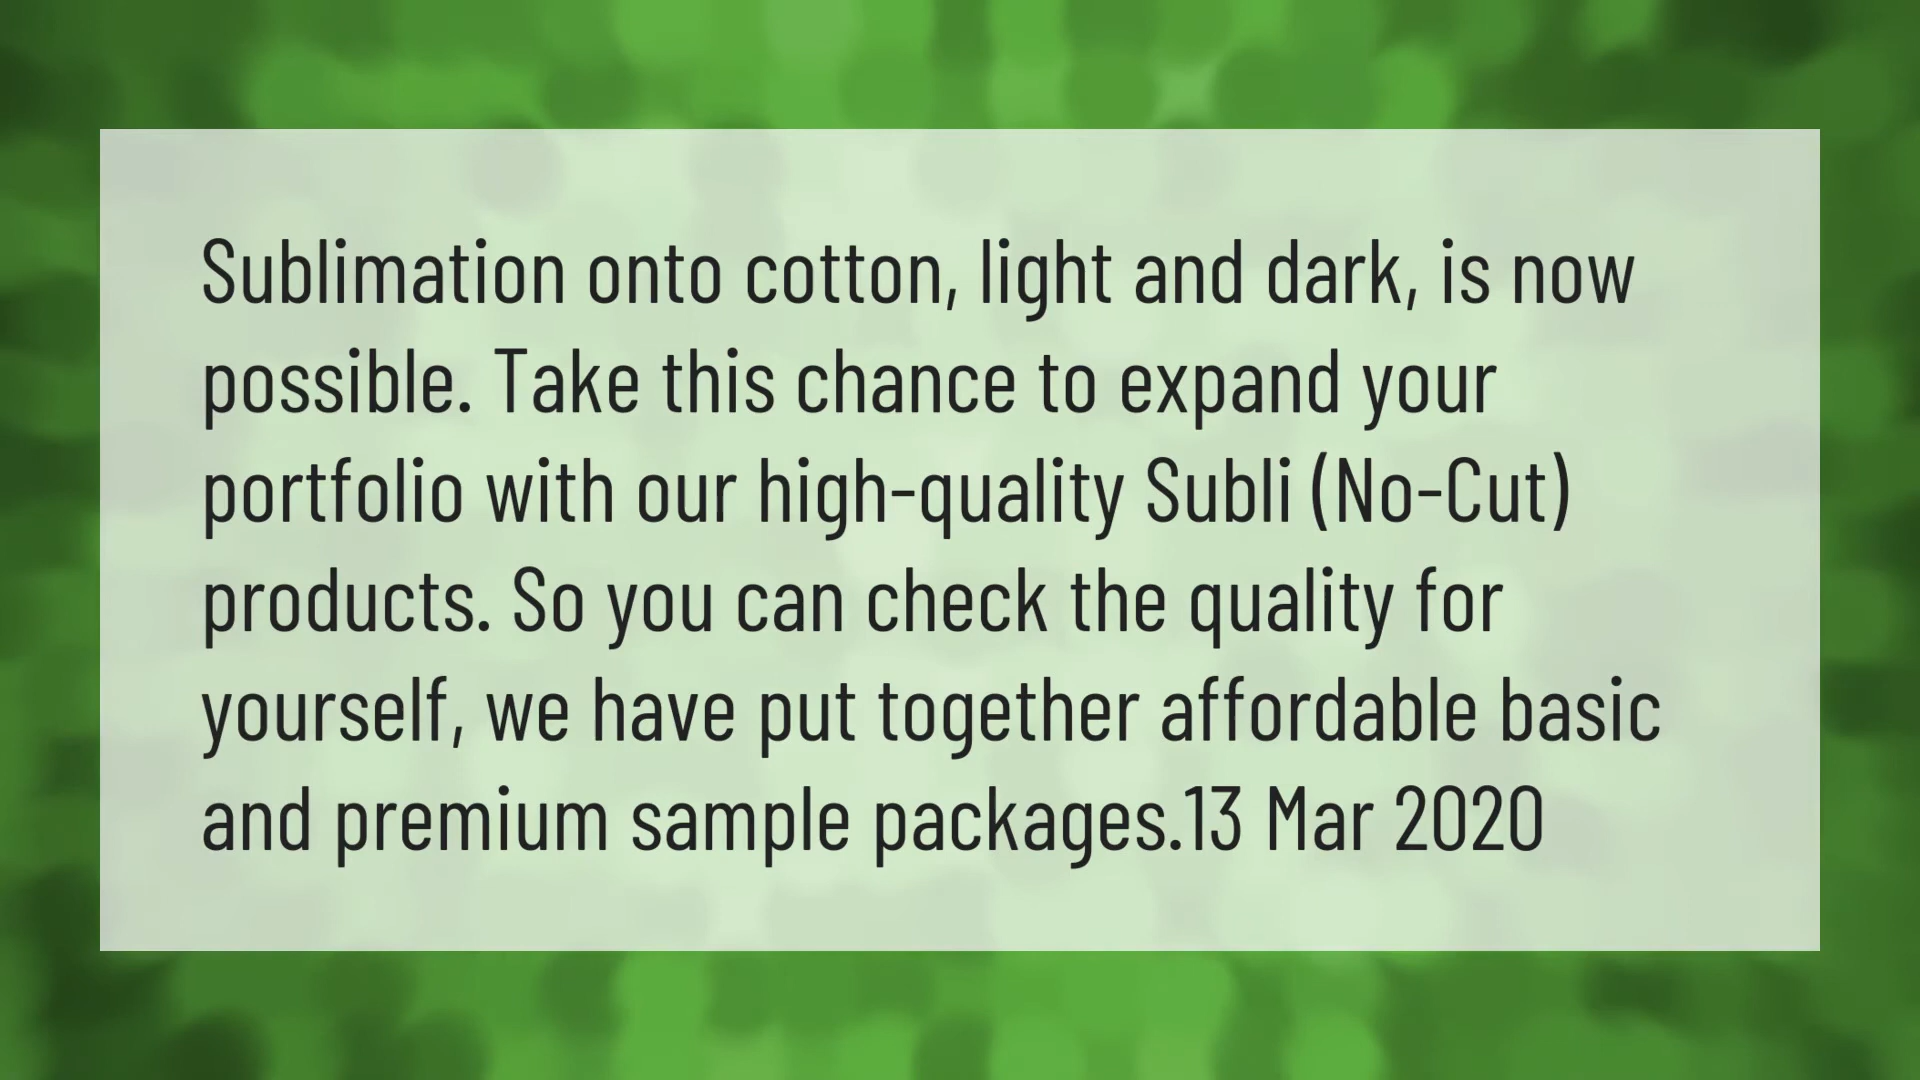 Sublimation onto cotton, light and dark, is now
possible. Take this chance to expand your
portfolio with our high-quality Subli (No-Cut)
products. So you can check the quality for
yourself, we have put together affordable basic
and premium sample packages.13 Mar 2020